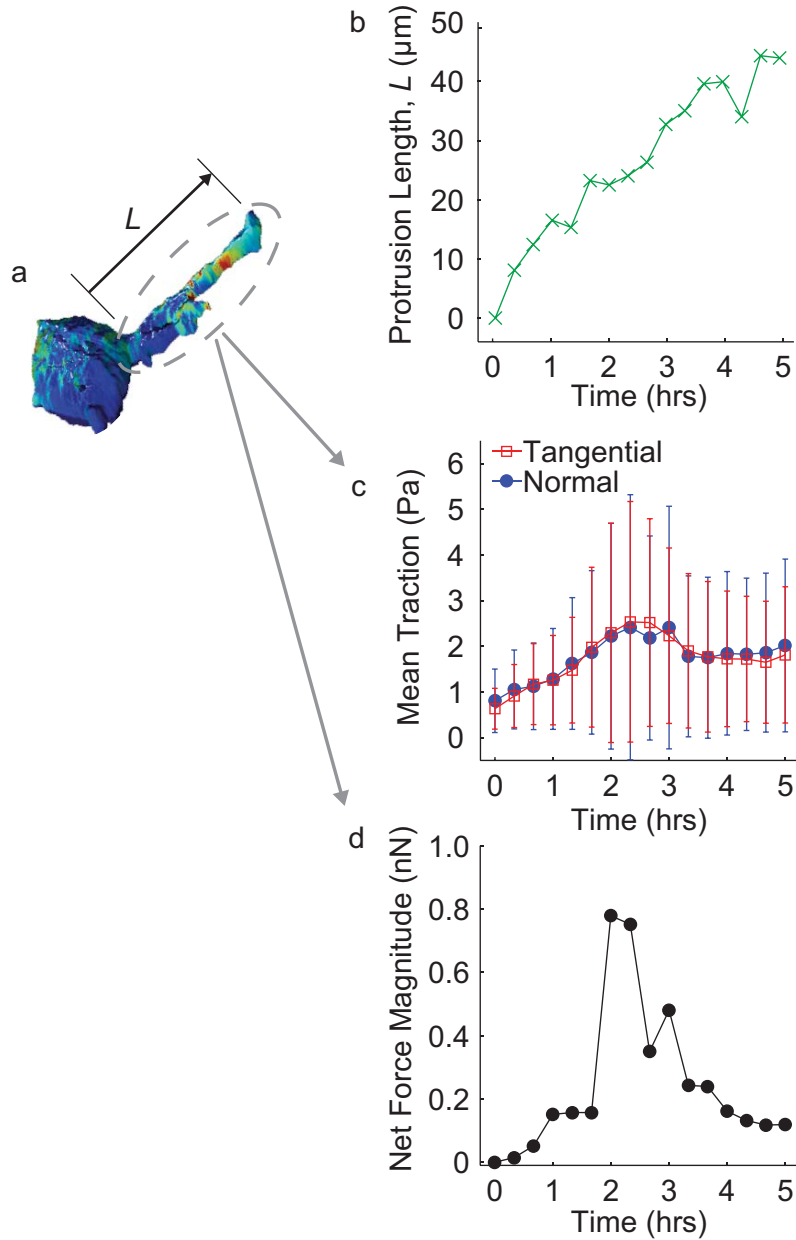 a
L
b
Protrusion Length, L (µm)
50
40
30
20
10
0
0 1 2 3 4 5
Time (hrs)
c
Tangential
Normal
Mean Traction (Pa)
6
5
4
3
2
1
0
0 1 2 3 4 5
Time (hrs)
d
Net Force Magnitude (nN)
1.0
0.8
0.6
0.4
0.2
0
0 1 2 3 4 5
Time (hrs)